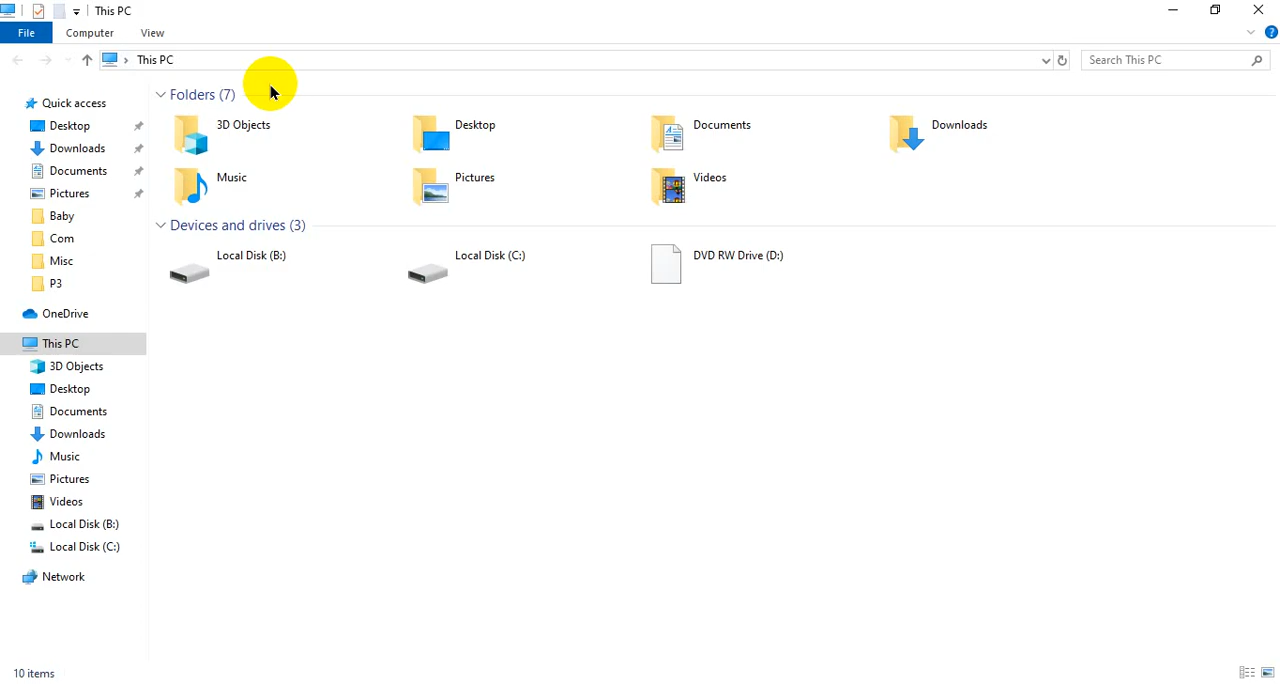 This PC
File Computer View
This PC
Search This PC
Quick access
Desktop
Downloads
Documents
Pictures
Baby
Com
Misc
P3
OneDrive
This PC
3D Objects
Desktop
Documents
Downloads
Music
Pictures
Videos
Local Disk (B:)
Local Disk (C:)
Network
Folders (7)
3D Objects Desktop Documents Downloads
Music Pictures Videos
Devices and drives (3)
Local Disk (B:) Local Disk (C:) DVD RW Drive (D:)
10 items